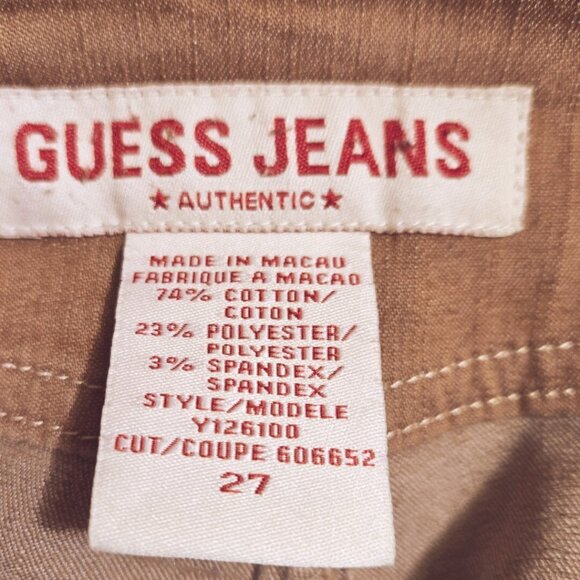 GUESS JEANS
★ AUTHENTIC ★
MADE IN MACAU
FABRIQUE A MACAO
74% COTTON/
COTON
23% POLYESTER/
POLYESTER
3% SPANDEX/
SPANDEX
STYLE/MODELE
Y126100
CUT/COUPE 606652
27